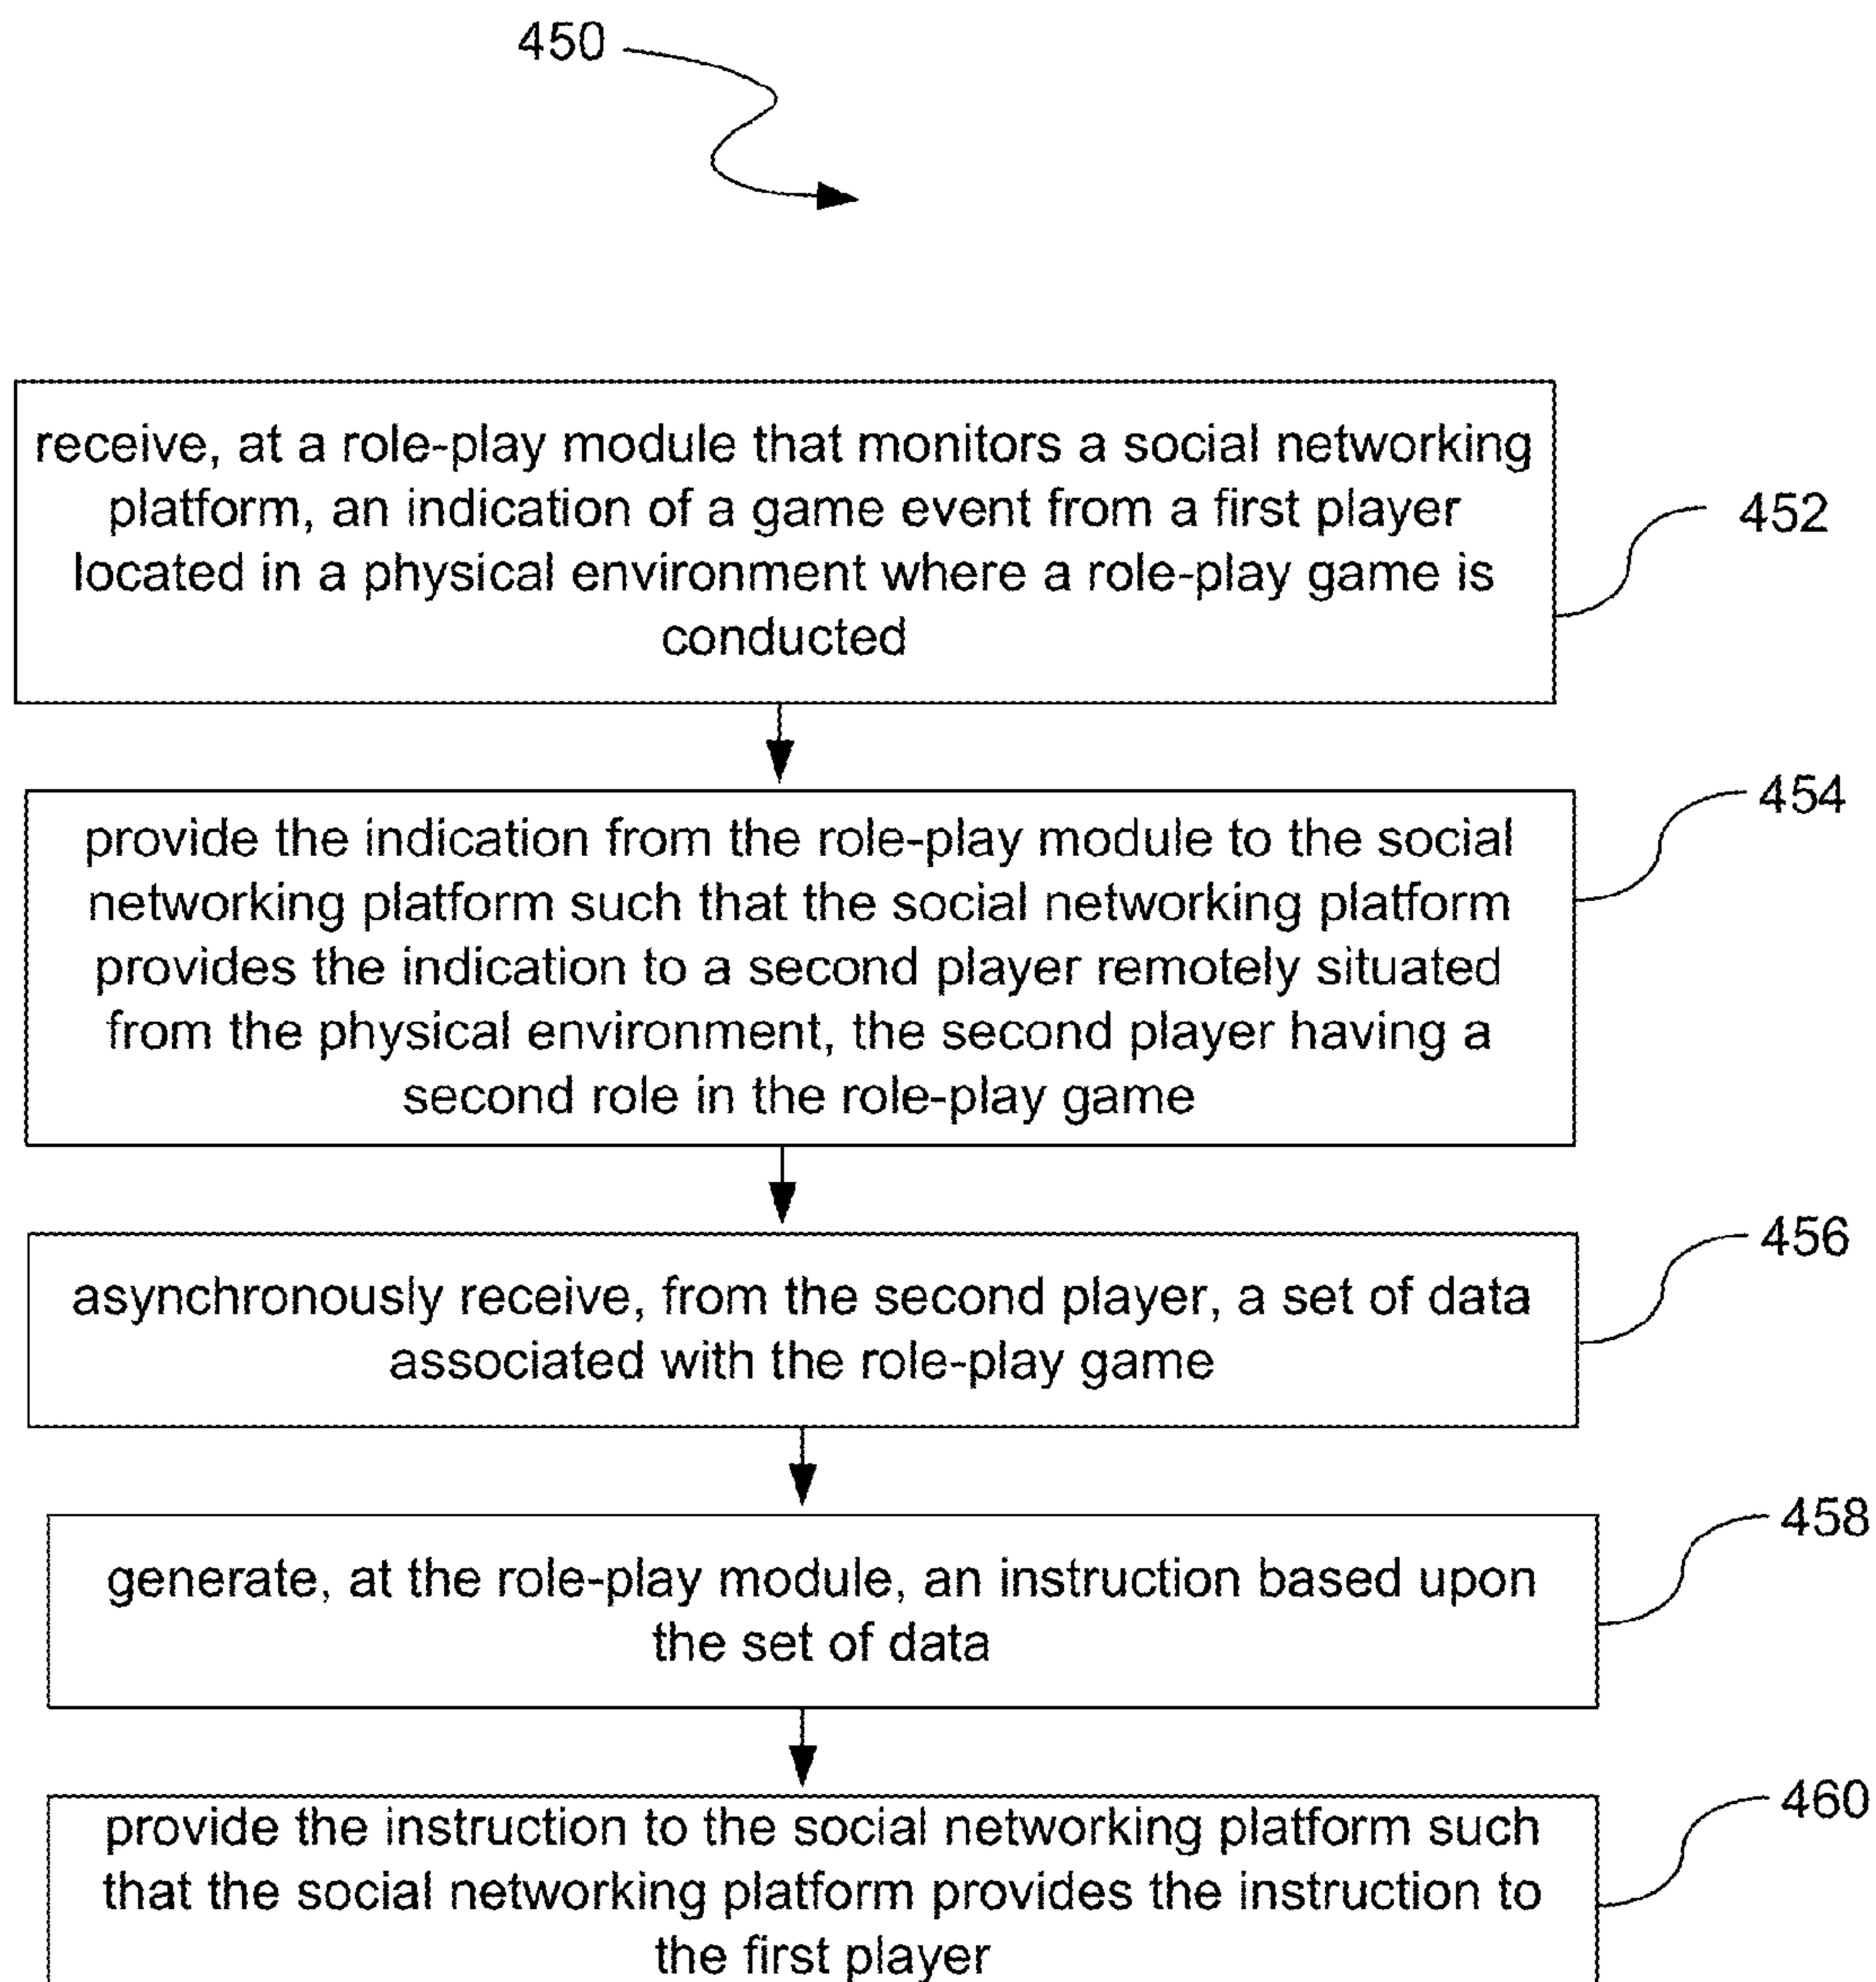 450
receive, at a role-play module that monitors a social networking
platform, an indication of a game event from a first player
located in a physical environment where a role-play game is
conducted
452
provide the indication from the role-play module to the social
networking platform such that the social networking platform
provides the indication to a second player remotely situated
from the physical environment, the second player having a
second role in the role-play game
454
asynchronously receive, from the second player, a set of data
associated with the role-play game
456
generate, at the role-play module, an instruction based upon
the set of data
458
provide the instruction to the social networking platform such
that the social networking platform provides the instruction to
the first player
460